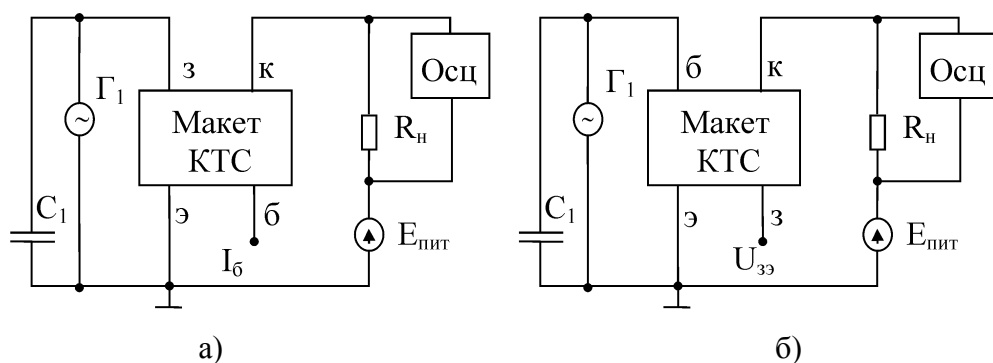 з
к
Осц
Г₁
Макет
КТС
Rн
C₁
э
б
Iб
Eпит
а)
б
к
Осц
Г₁
Макет
КТС
Rн
C₁
э
з
Uзэ
Eпит
б)